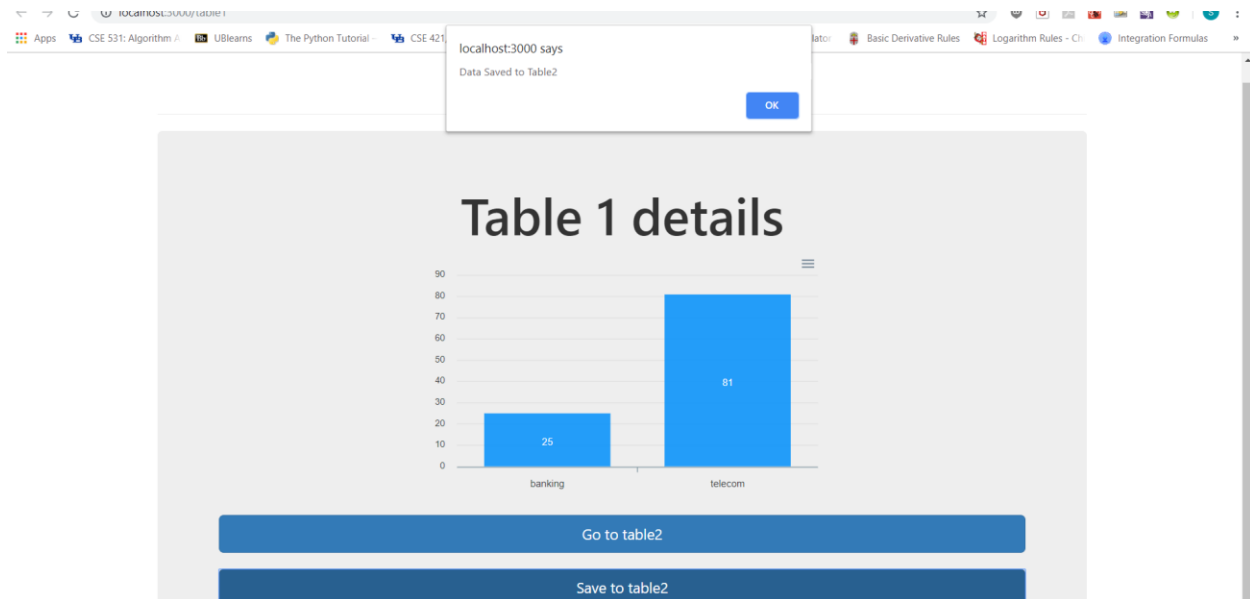 localhost:3000/table1
Apps CSE 531: Algorithm A UBlearns The Python Tutorial - CSE 421, lator Basic Derivative Rules Logarithm Rules - Ch Integration Formulas »
localhost:3000 says
Data Saved to Table2
OK
Table 1 details
90
80
70
60
50
40
30
20
10
0
81
25
banking telecom
Go to table2
Save to table2